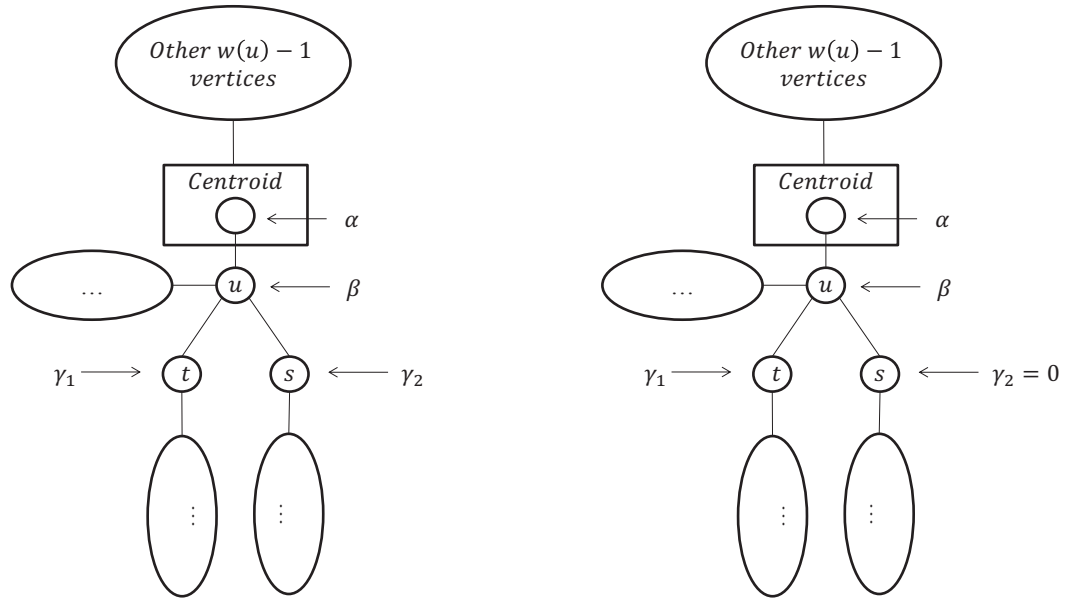 Other w(u) − 1
vertices
Centroid
α
…
u
β
γ₁
t
s
γ₂
⋮
⋮
Other w(u) − 1
vertices
Centroid
α
…
u
β
γ₁
t
s
γ₂ = 0
⋮
⋮